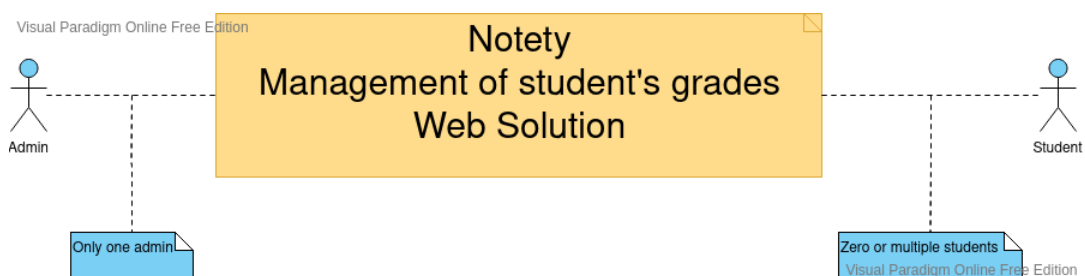 Visual Paradigm Online Free Edition
Notety
Management of student's grades
Web Solution
Admin
Student
Only one admin
Zero or multiple students
Visual Paradigm Online Free Edition